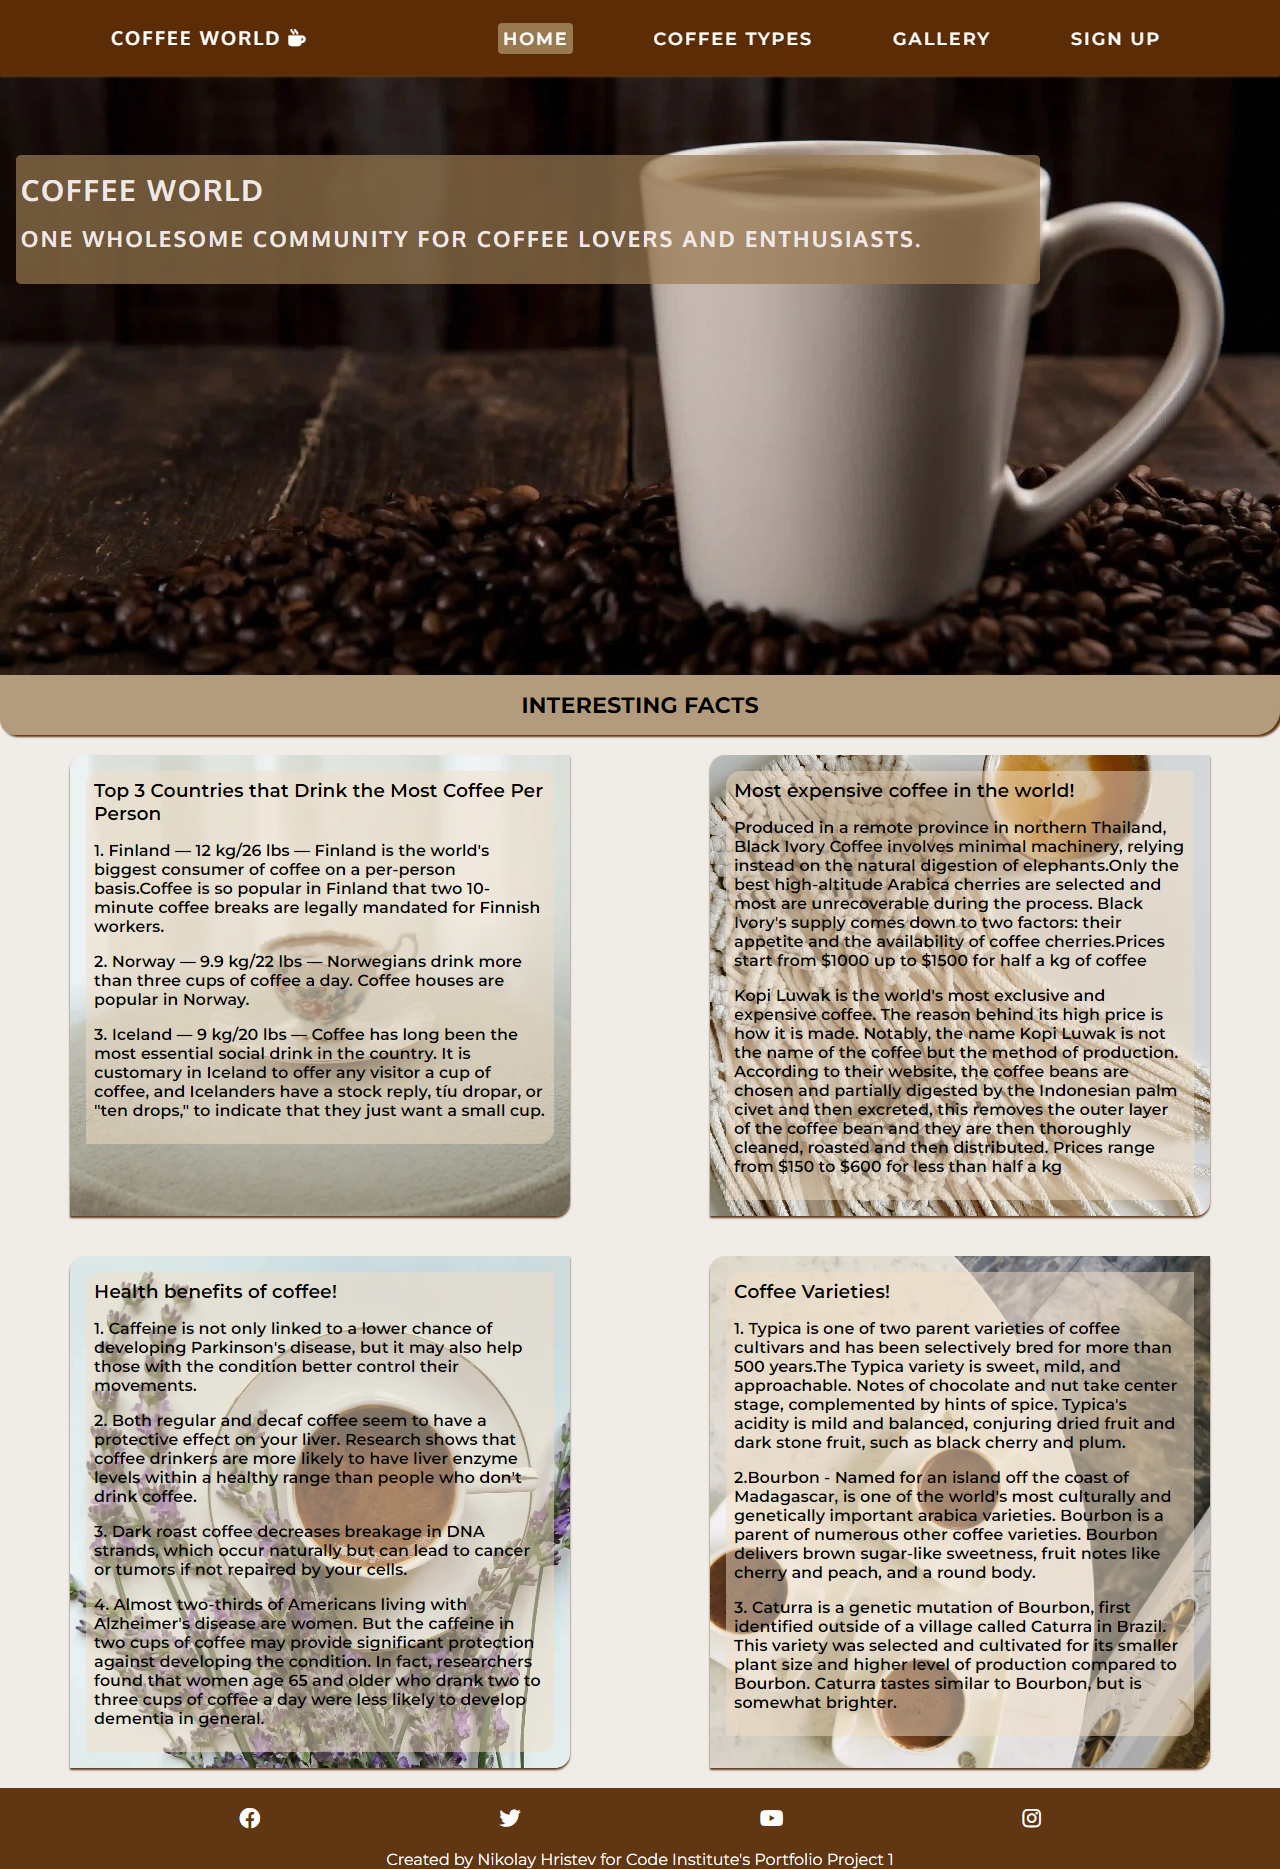 COFFEE WORLD
HOME
COFFEE TYPES
GALLERY
SIGN UP
COFFEE WORLD
ONE WHOLESOME COMMUNITY FOR COFFEE LOVERS AND ENTHUSIASTS.
INTERESTING FACTS
Top 3 Countries that Drink the Most Coffee Per
Person
1. Finland — 12 kg/26 lbs — Finland is the world's
biggest consumer of coffee on a per-person
basis.Coffee is so popular in Finland that two 10-
minute coffee breaks are legally mandated for Finnish
workers.
2. Norway — 9.9 kg/22 lbs — Norwegians drink more
than three cups of coffee a day. Coffee houses are
popular in Norway.
3. Iceland — 9 kg/20 lbs — Coffee has long been the
most essential social drink in the country. It is
customary in Iceland to offer any visitor a cup of
coffee, and Icelanders have a stock reply, tíu dropar, or
"ten drops," to indicate that they just want a small cup.
Most expensive coffee in the world!
Produced in a remote province in northern Thailand,
Black Ivory Coffee involves minimal machinery, relying
instead on the natural digestion of elephants.Only the
best high-altitude Arabica cherries are selected and
most are unrecoverable during the process. Black
Ivory's supply comes down to two factors: their
appetite and the availability of coffee cherries.Prices
start from $1000 up to $1500 for half a kg of coffee
Kopi Luwak is the world's most exclusive and
expensive coffee. The reason behind its high price is
how it is made. Notably, the name Kopi Luwak is not
the name of the coffee but the method of production.
According to their website, the coffee beans are
chosen and partially digested by the Indonesian palm
civet and then excreted, this removes the outer layer
of the coffee bean and they are then thoroughly
cleaned, roasted and then distributed. Prices range
from $150 to $600 for less than half a kg
Health benefits of coffee!
1. Caffeine is not only linked to a lower chance of
developing Parkinson's disease, but it may also help
those with the condition better control their
movements.
2. Both regular and decaf coffee seem to have a
protective effect on your liver. Research shows that
coffee drinkers are more likely to have liver enzyme
levels within a healthy range than people who don't
drink coffee.
3. Dark roast coffee decreases breakage in DNA
strands, which occur naturally but can lead to cancer
or tumors if not repaired by your cells.
4. Almost two-thirds of Americans living with
Alzheimer's disease are women. But the caffeine in
two cups of coffee may provide significant protection
against developing the condition. In fact, researchers
found that women age 65 and older who drank two to
three cups of coffee a day were less likely to develop
dementia in general.
Coffee Varieties!
1. Typica is one of two parent varieties of coffee
cultivars and has been selectively bred for more than
500 years.The Typica variety is sweet, mild, and
approachable. Notes of chocolate and nut take center
stage, complemented by hints of spice. Typica's
acidity is mild and balanced, conjuring dried fruit and
dark stone fruit, such as black cherry and plum.
2.Bourbon - Named for an island off the coast of
Madagascar, is one of the world's most culturally and
genetically important arabica varieties. Bourbon is a
parent of numerous other coffee varieties. Bourbon
delivers brown sugar-like sweetness, fruit notes like
cherry and peach, and a round body.
3. Caturra is a genetic mutation of Bourbon, first
identified outside of a village called Caturra in Brazil.
This variety was selected and cultivated for its smaller
plant size and higher level of production compared to
Bourbon. Caturra tastes similar to Bourbon, but is
somewhat brighter.
Created by Nikolay Hristev for Code Institute's Portfolio Project 1